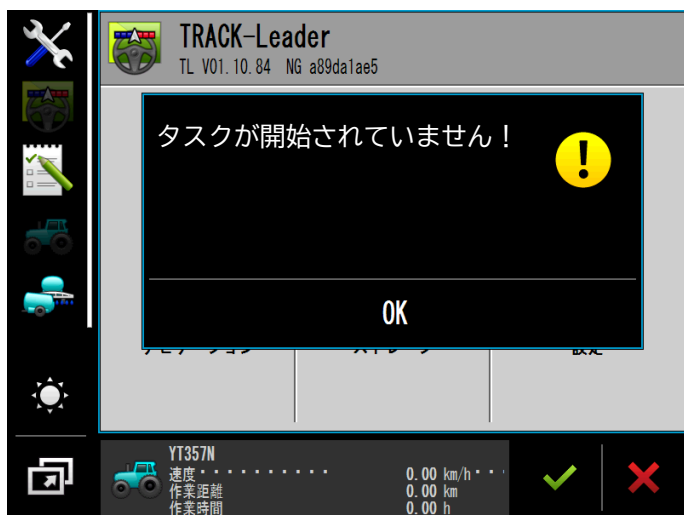 TRACK-Leader
TL V01.10.84 NG a89da1ae5
タスクが開始されていません！
OK
設定
YT357N
速度・・・・・・・・・・ 0.00 km/h・・
作業距離 0.00 km
作業時間 0.00 h